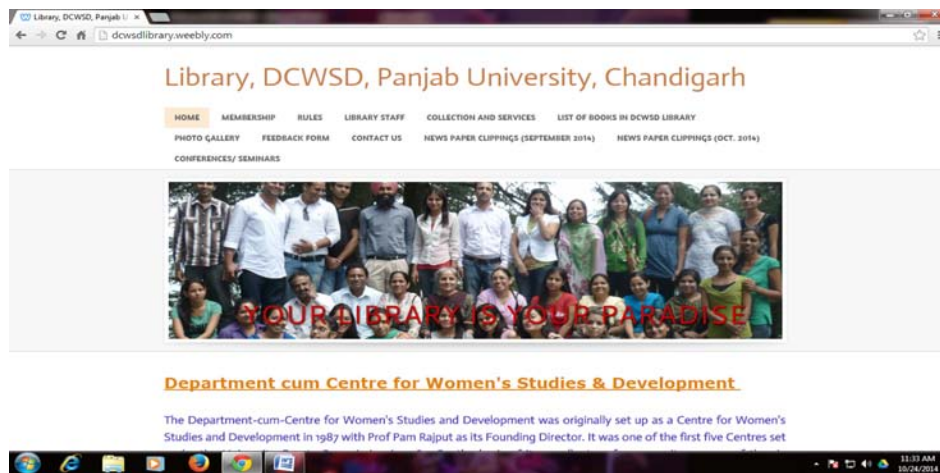 Library, DCWSD, Panjab U
dcwsdlibrary.weebly.com
Library, DCWSD, Panjab University, Chandigarh
HOME MEMBERSHIP RULES LIBRARY STAFF COLLECTION AND SERVICES LIST OF BOOKS IN DCWSD LIBRARY
PHOTO GALLERY FEEDBACK FORM CONTACT US NEWS PAPER CLIPPINGS (SEPTEMBER 2014) NEWS PAPER CLIPPINGS (OCT. 2014)
CONFERENCES/ SEMINARS
YOUR LIBRARY IS YOUR PARADISE
Department cum Centre for Women's Studies & Development
The Department-cum-Centre for Women's Studies and Development was originally set up as a Centre for Women's
Studies and Development in 1987 with Prof Pam Rajput as its Founding Director. It was one of the first five Centres set
11:33 AM
10/24/2014